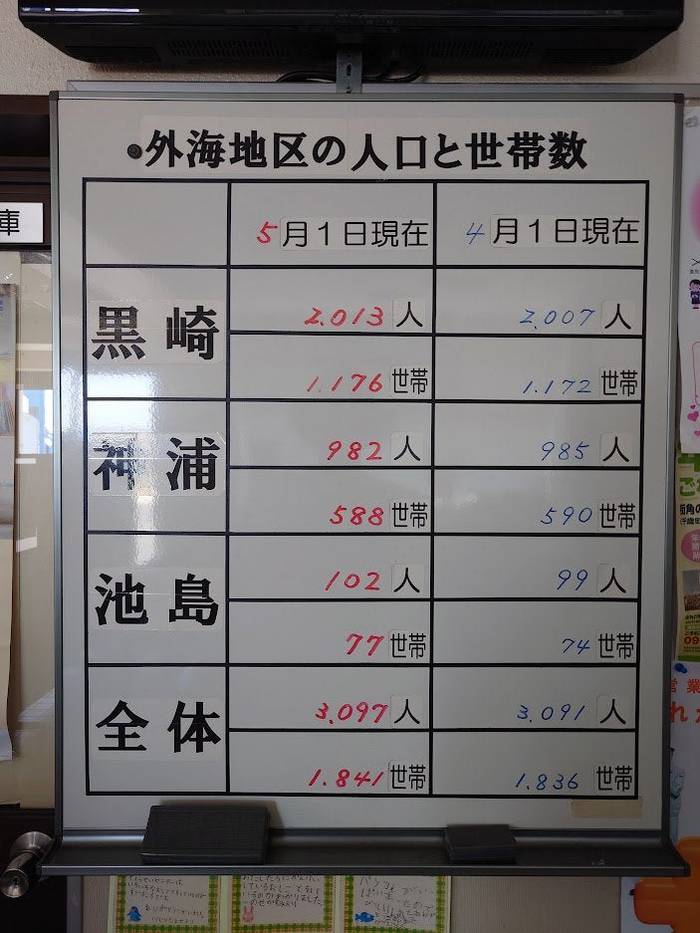 ●外海地区の人口と世帯数
5月1日現在 4月1日現在
黒崎
2,013人 2,007人
1,176世帯 1,172世帯
神浦
982人 985人
588世帯 590世帯
池島
102人 99人
77世帯 74世帯
全体
3,097人 3,091人
1,841世帯 1,836世帯
庫